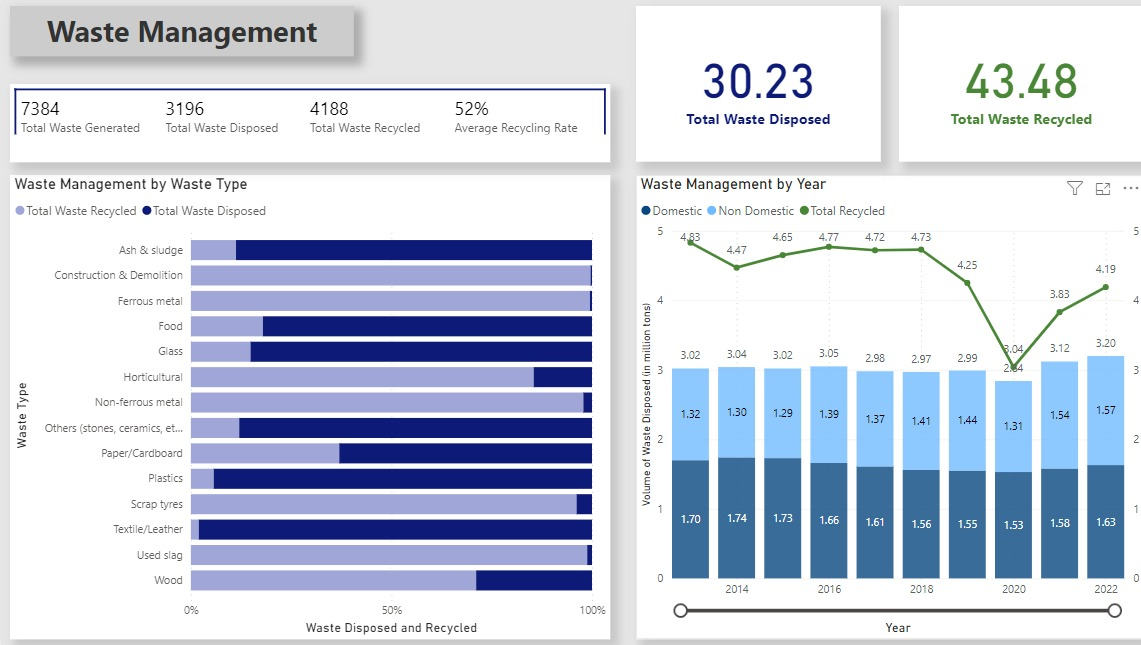 Waste Management
7384
Total Waste Generated
3196
Total Waste Disposed
4188
Total Waste Recycled
52%
Average Recycling Rate
30.23
Total Waste Disposed
43.48
Total Waste Recycled
Waste Management by Waste Type
Total Waste Recycled Total Waste Disposed
Waste Type
Ash & sludge
Construction & Demolition
Ferrous metal
Food
Glass
Horticultural
Non-ferrous metal
Others (stones, ceramics, et...
Paper/Cardboard
Plastics
Scrap tyres
Textile/Leather
Used slag
Wood
0% 50% 100%
Waste Disposed and Recycled
Waste Management by Year
Domestic Non Domestic Total Recycled
Volume of Waste Disposed (in million tons)
5
4
3
2
1
0
4.83 4.47 4.65 4.77 4.72 4.73 4.25 3.04 3.83 4.19
3.02 3.04 3.02 3.05 2.98 2.97 2.99 2.84 3.12 3.20
1.32 1.30 1.29 1.39 1.37 1.41 1.44 1.31 1.54 1.57
1.70 1.74 1.73 1.66 1.61 1.56 1.55 1.53 1.58 1.63
5
4
3
2
1
0
2014 2016 2018 2020 2022
Year